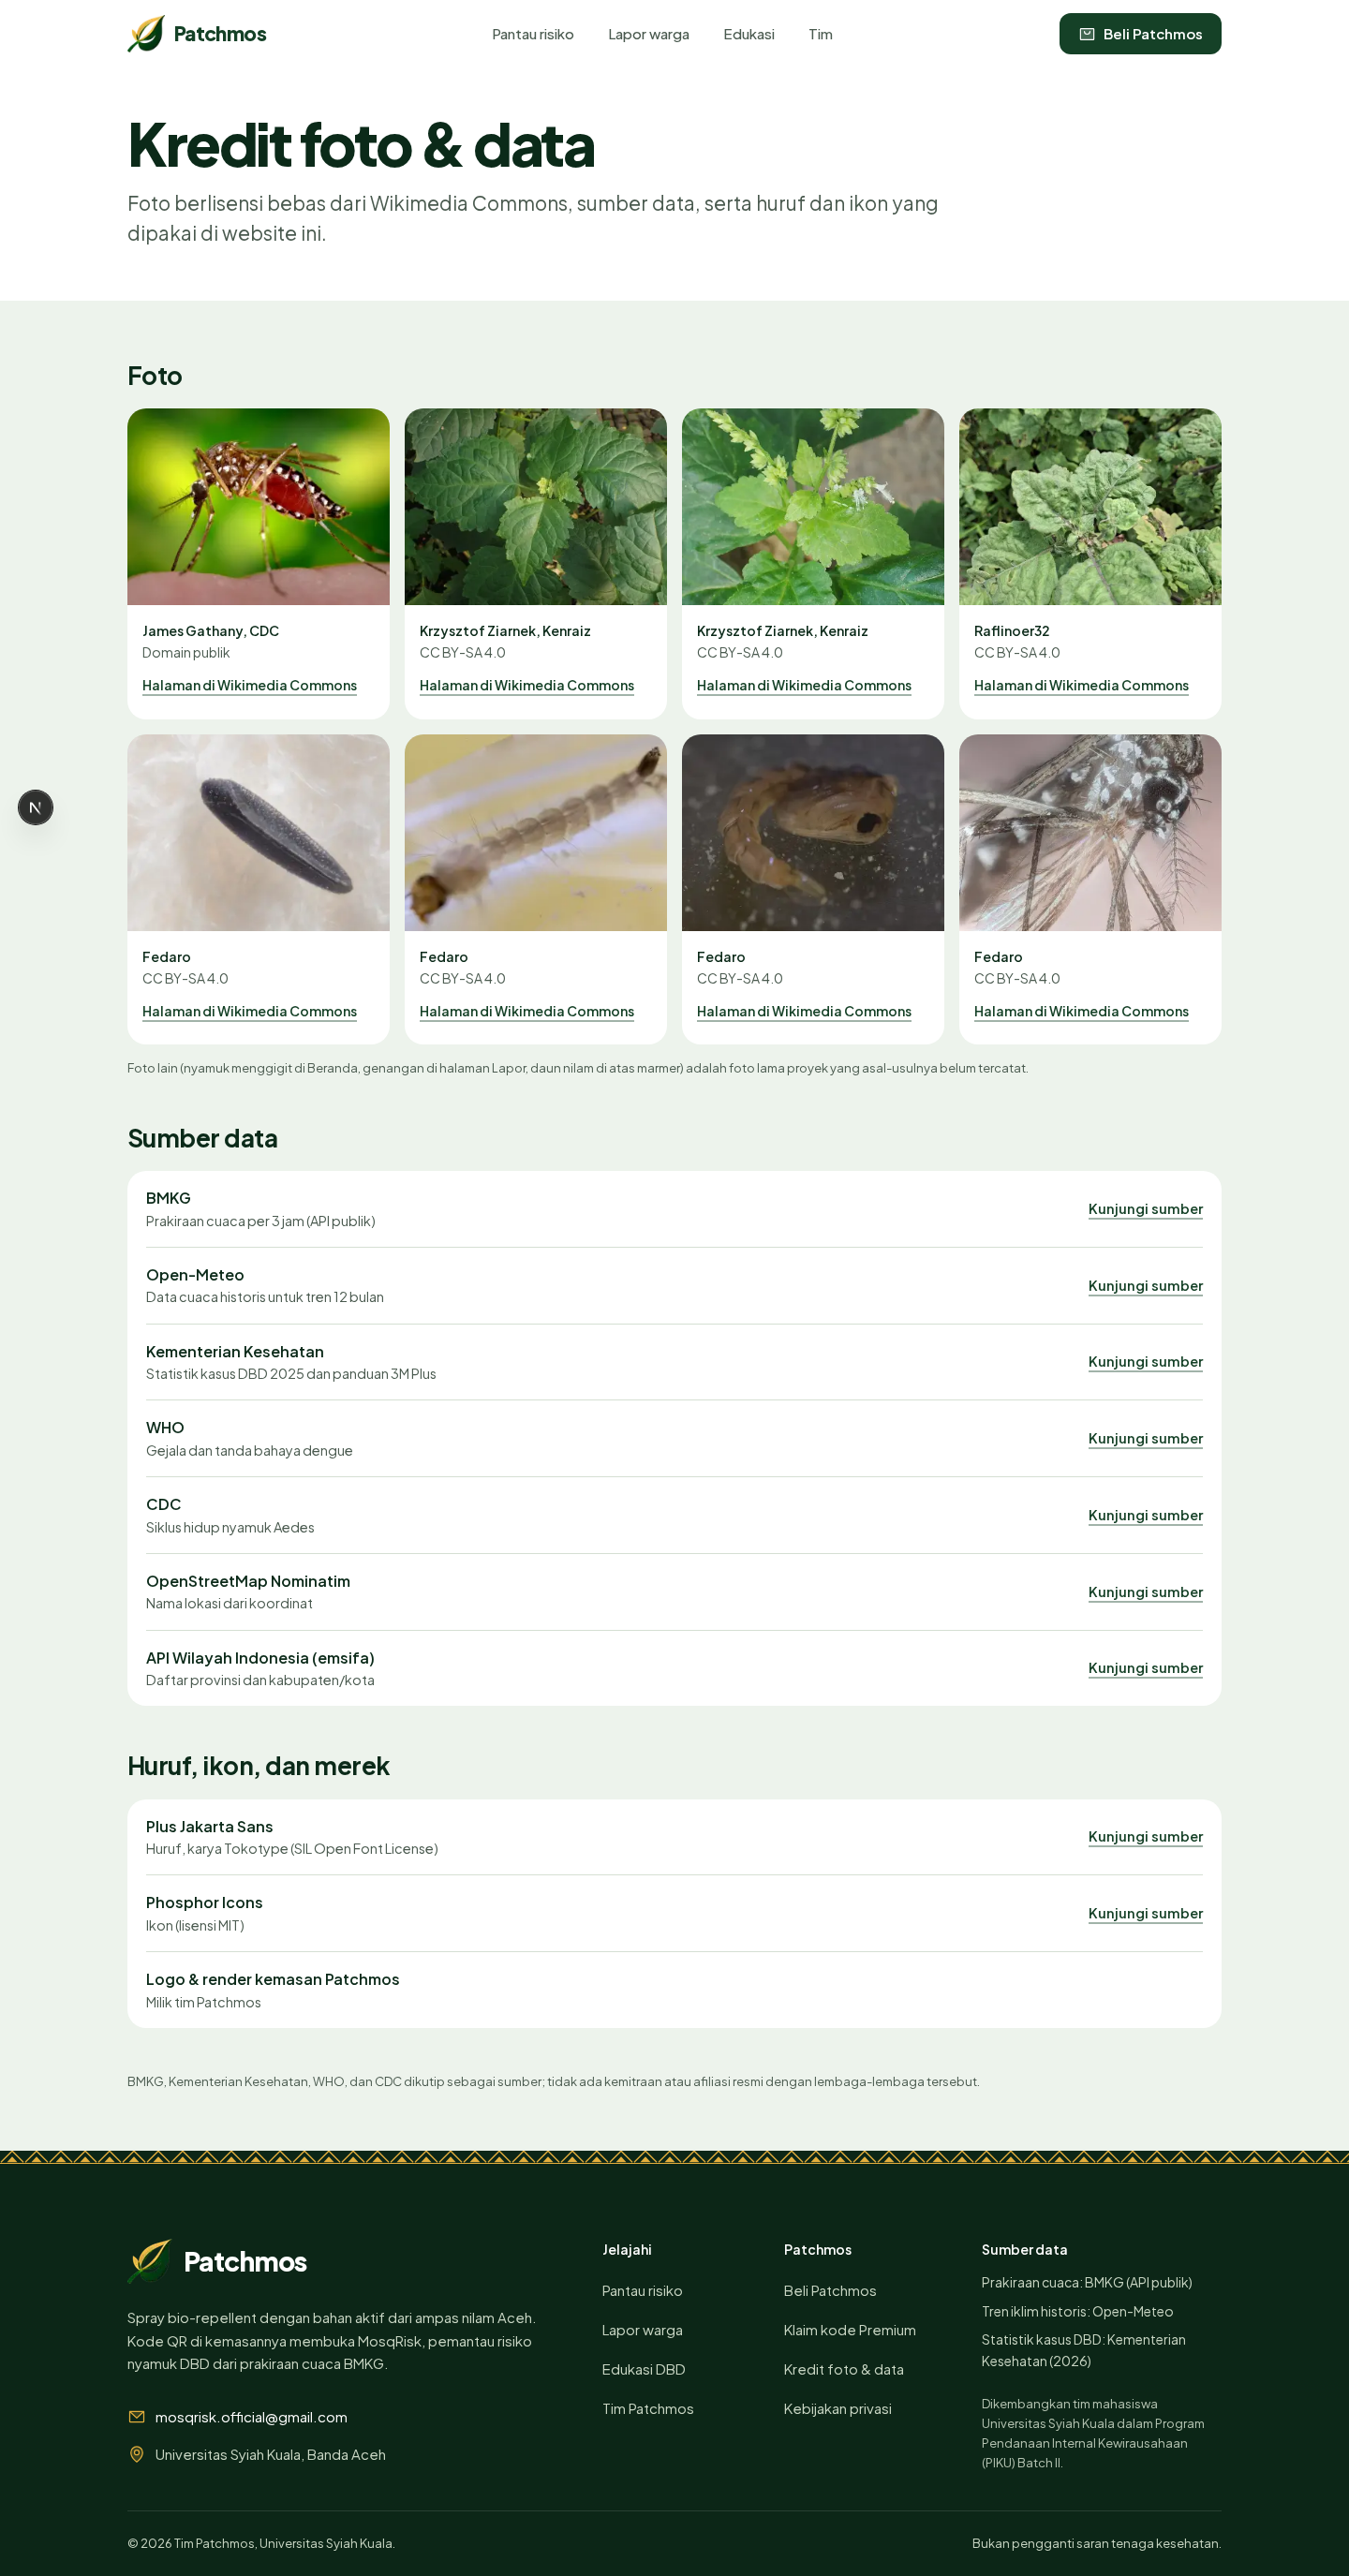 Patchmos
Pantau risiko
Lapor warga
Edukasi
Tim
Beli Patchmos
Kredit foto & data
Foto berlisensi bebas dari Wikimedia Commons, sumber data, serta huruf dan ikon yang
dipakai di website ini.
Foto
James Gathany, CDC
Domain publik
Halaman di Wikimedia Commons
Krzysztof Ziarnek, Kenraiz
CC BY-SA 4.0
Halaman di Wikimedia Commons
Krzysztof Ziarnek, Kenraiz
CC BY-SA 4.0
Halaman di Wikimedia Commons
Raflinoer32
CC BY-SA 4.0
Halaman di Wikimedia Commons
N
Fedaro
CC BY-SA 4.0
Halaman di Wikimedia Commons
Fedaro
CC BY-SA 4.0
Halaman di Wikimedia Commons
Fedaro
CC BY-SA 4.0
Halaman di Wikimedia Commons
Fedaro
CC BY-SA 4.0
Halaman di Wikimedia Commons
Foto lain (nyamuk menggigit di Beranda, genangan di halaman Lapor, daun nilam di atas marmer) adalah foto lama proyek yang asal-usulnya belum tercatat.
Sumber data
BMKG
Prakiraan cuaca per 3 jam (API publik)
Kunjungi sumber
Open-Meteo
Data cuaca historis untuk tren 12 bulan
Kunjungi sumber
Kementerian Kesehatan
Statistik kasus DBD 2025 dan panduan 3M Plus
Kunjungi sumber
WHO
Gejala dan tanda bahaya dengue
Kunjungi sumber
CDC
Siklus hidup nyamuk Aedes
Kunjungi sumber
OpenStreetMap Nominatim
Nama lokasi dari koordinat
Kunjungi sumber
API Wilayah Indonesia (emsifa)
Daftar provinsi dan kabupaten/kota
Kunjungi sumber
Huruf, ikon, dan merek
Plus Jakarta Sans
Huruf, karya Tokotype (SIL Open Font License)
Kunjungi sumber
Phosphor Icons
Ikon (lisensi MIT)
Kunjungi sumber
Logo & render kemasan Patchmos
Milik tim Patchmos
BMKG, Kementerian Kesehatan, WHO, dan CDC dikutip sebagai sumber; tidak ada kemitraan atau afiliasi resmi dengan lembaga-lembaga tersebut.
Patchmos
Spray bio-repellent dengan bahan aktif dari ampas nilam Aceh.
Kode QR di kemasannya membuka MosqRisk, pemantau risiko
nyamuk DBD dari prakiraan cuaca BMKG.
mosqrisk.official@gmail.com
Universitas Syiah Kuala, Banda Aceh
Jelajahi
Pantau risiko
Lapor warga
Edukasi DBD
Tim Patchmos
Patchmos
Beli Patchmos
Klaim kode Premium
Kredit foto & data
Kebijakan privasi
Sumber data
Prakiraan cuaca: BMKG (API publik)
Tren iklim historis: Open-Meteo
Statistik kasus DBD: Kementerian
Kesehatan (2026)
Dikembangkan tim mahasiswa
Universitas Syiah Kuala dalam Program
Pendanaan Internal Kewirausahaan
(PIKU) Batch II.
© 2026 Tim Patchmos, Universitas Syiah Kuala.
Bukan pengganti saran tenaga kesehatan.